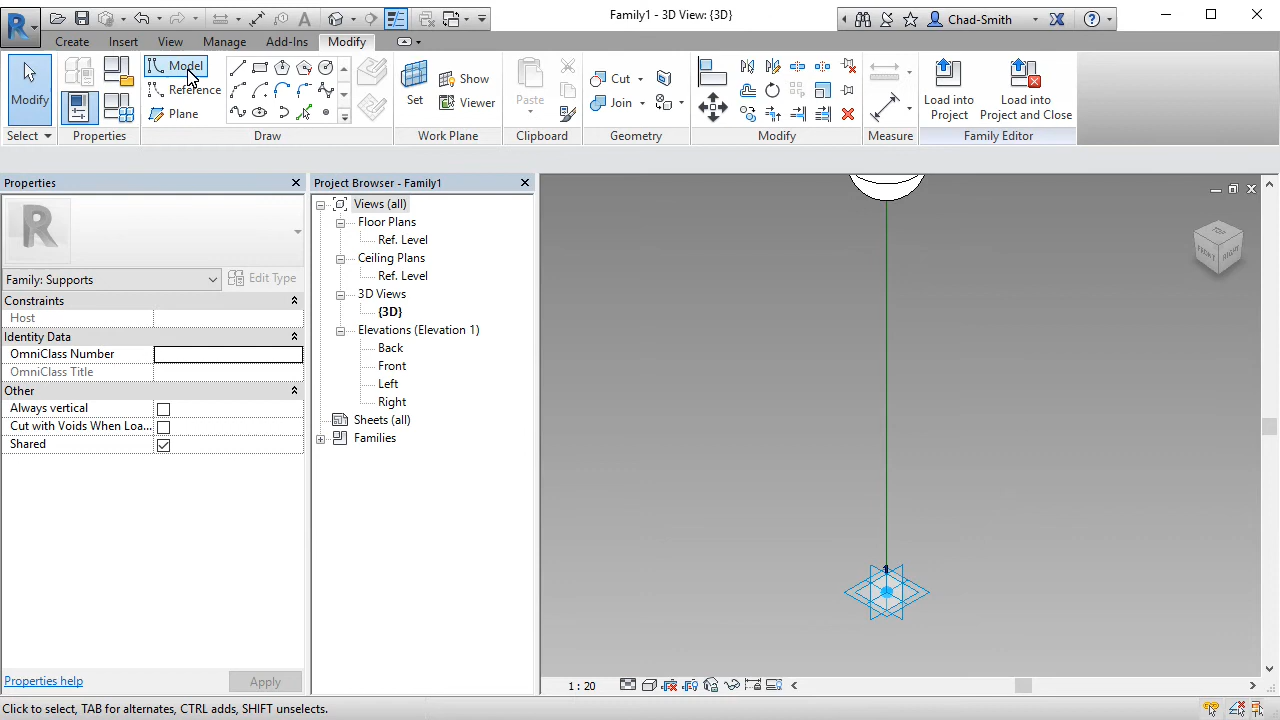 Family1 - 3D View: {3D}
Chad-Smith
Create Insert View Manage Add-Ins Modify
Modify
Model
Reference
Plane
Set
Show
Viewer
Paste
Cut
Join
Load into
Project
Load into
Project and Close
Select Properties Draw Work Plane Clipboard Geometry Modify Measure Family Editor
Properties
R
Family: Supports
Edit Type
Constraints
Host
Identity Data
OmniClass Number
OmniClass Title
Other
Always vertical
Cut with Voids When Loa...
Shared
Properties help
Apply
Project Browser - Family1
Views (all)
Floor Plans
Ref. Level
Ceiling Plans
Ref. Level
3D Views
{3D}
Elevations (Elevation 1)
Back
Front
Left
Right
Sheets (all)
Families
TOP
FRONT
RIGHT
1
1 : 20
Click to select, TAB for alternates, CTRL adds, SHIFT unselects.